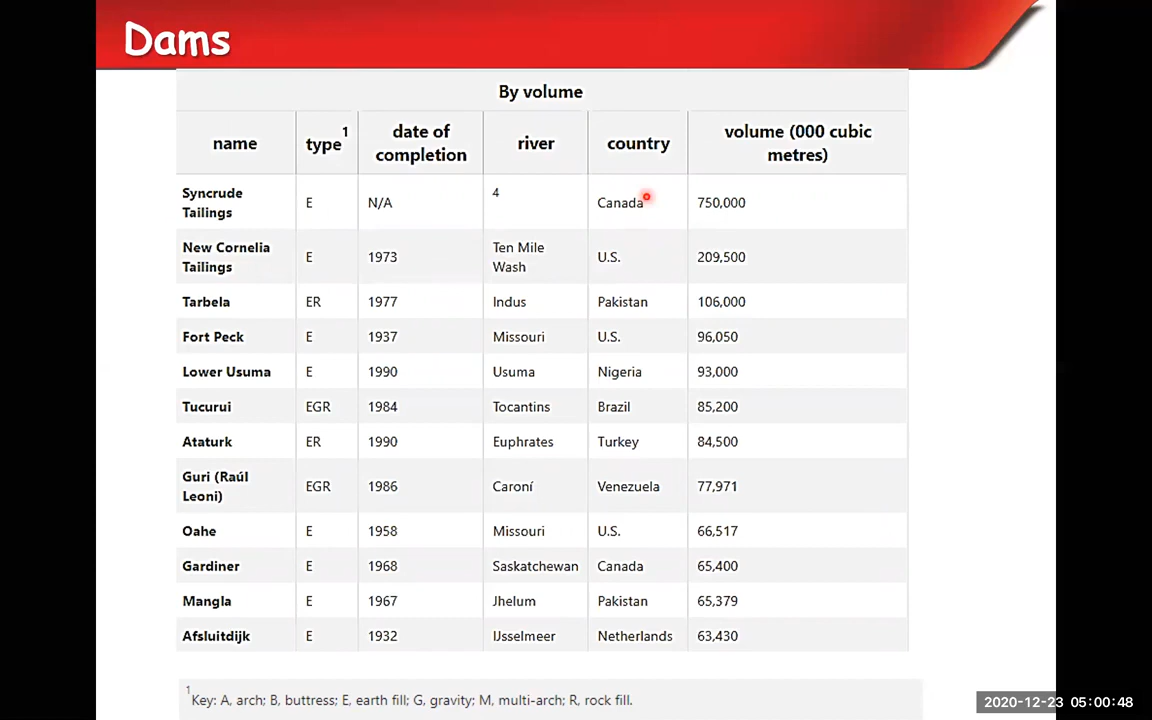 Dams
By volume
name type1 date of completion river country volume (000 cubic metres)
Syncrude Tailings E N/A 4 Canada 750,000
New Cornelia Tailings E 1973 Ten Mile Wash U.S. 209,500
Tarbela ER 1977 Indus Pakistan 106,000
Fort Peck E 1937 Missouri U.S. 96,050
Lower Usuma E 1990 Usuma Nigeria 93,000
Tucurui EGR 1984 Tocantins Brazil 85,200
Ataturk ER 1990 Euphrates Turkey 84,500
Guri (Raúl Leoni) EGR 1986 Caroní Venezuela 77,971
Oahe E 1958 Missouri U.S. 66,517
Gardiner E 1968 Saskatchewan Canada 65,400
Mangla E 1967 Jhelum Pakistan 65,379
Afsluitdijk E 1932 IJsselmeer Netherlands 63,430
1Key: A, arch; B, buttress; E, earth fill; G, gravity; M, multi-arch; R, rock fill.
2020-12-23 05:00:48